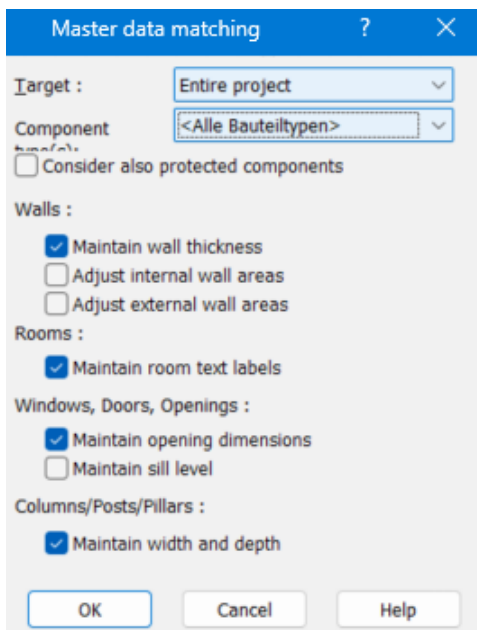 Master data matching ?
Target : Entire project
Component <Alle Bauteiltypen>
Consider also protected components
Walls :
Maintain wall thickness
Adjust internal wall areas
Adjust external wall areas
Rooms :
Maintain room text labels
Windows, Doors, Openings :
Maintain opening dimensions
Maintain sill level
Columns/Posts/Pillars :
Maintain width and depth
OK Cancel Help